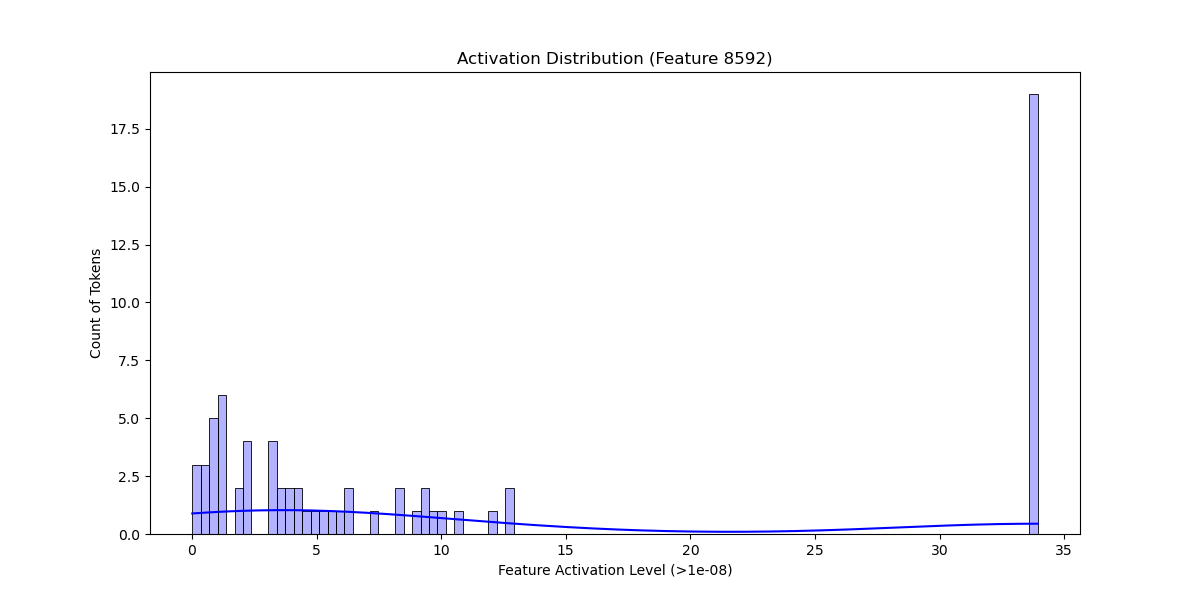 Activation Distribution (Feature 8592)
17.5
15.0
12.5
10.0
7.5
5.0
2.5
0.0
Count of Tokens
0 5 10 15 20 25 30 35
Feature Activation Level (>1e-08)